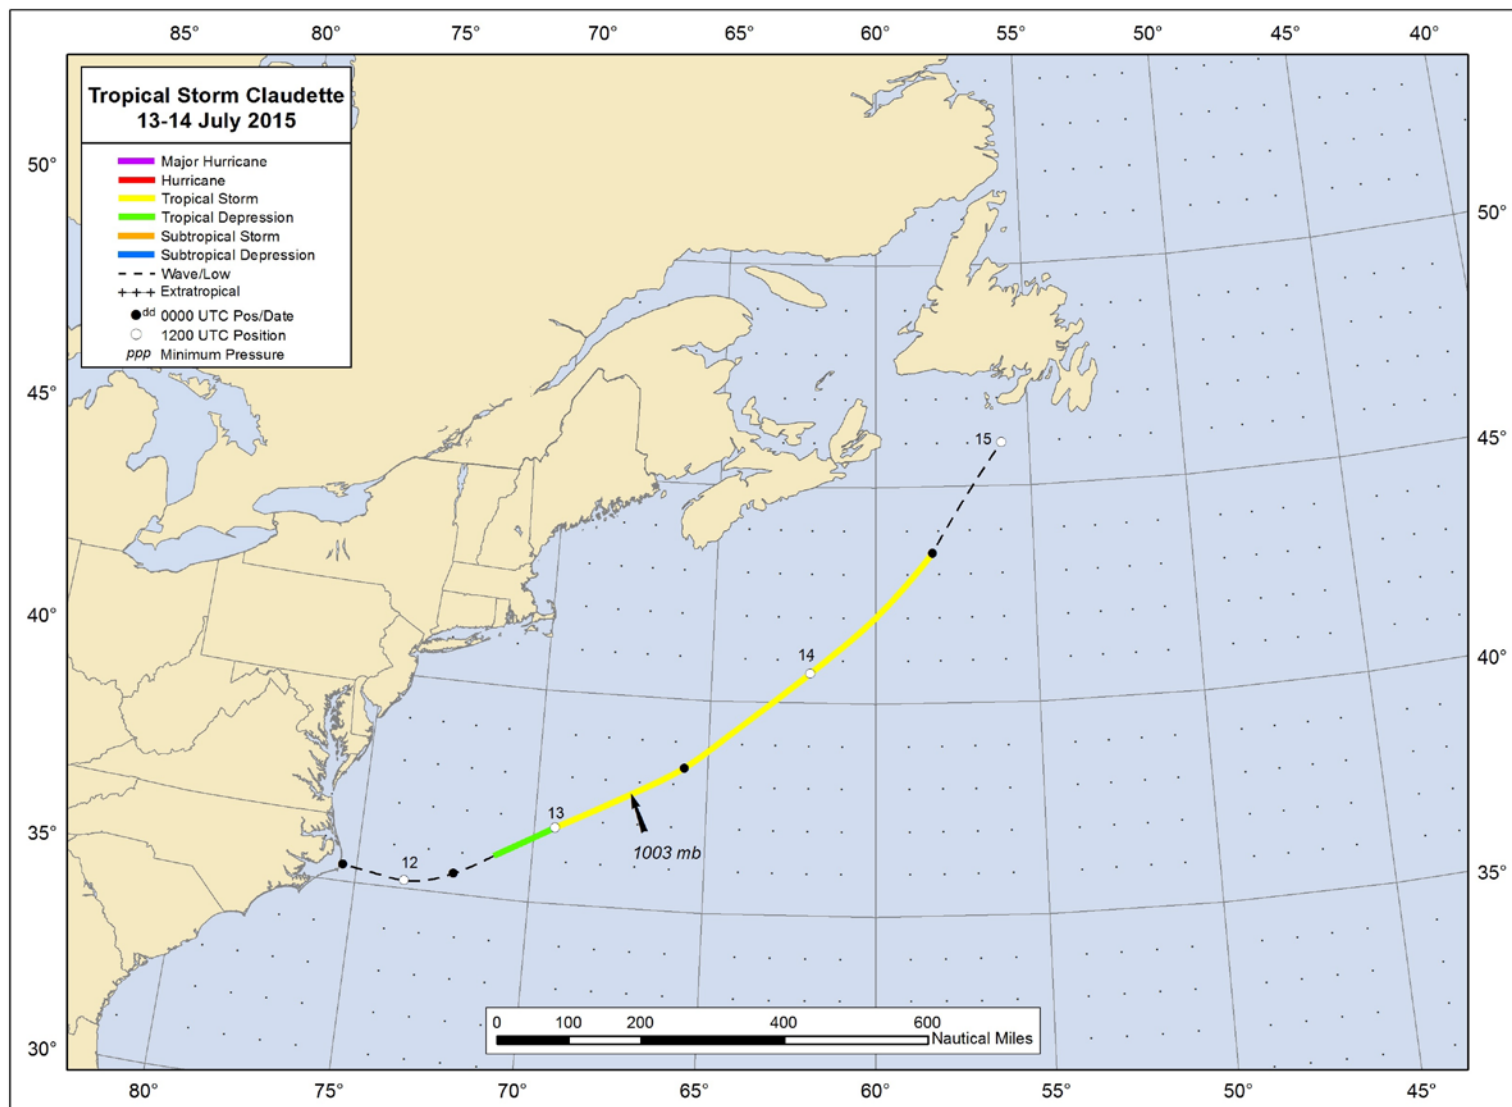 85° 80° 75° 70° 65° 60° 55° 50° 45° 40°
Tropical Storm Claudette
13-14 July 2015
Major Hurricane
Hurricane
Tropical Storm
Tropical Depression
Subtropical Storm
Subtropical Depression
Wave/Low
Extratropical
dd 0000 UTC Pos/Date
1200 UTC Position
ppp Minimum Pressure
50°
50°
45°
45°
15
40°
40°
14
13
35°
1003 mb
12
35°
0 100 200 400 600
Nautical Miles
30°
80° 75° 70° 65° 60° 55° 50° 45°